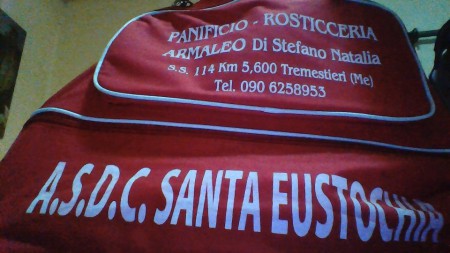 PANIFICIO - ROSTICCERIA
ARMALEO Di Stefano Natalia
s.s. 114 Km 5,600 Tremestieri (Me)
Tel. 090 6258953
A.S.D.C. SANTA EUSTOCHIA